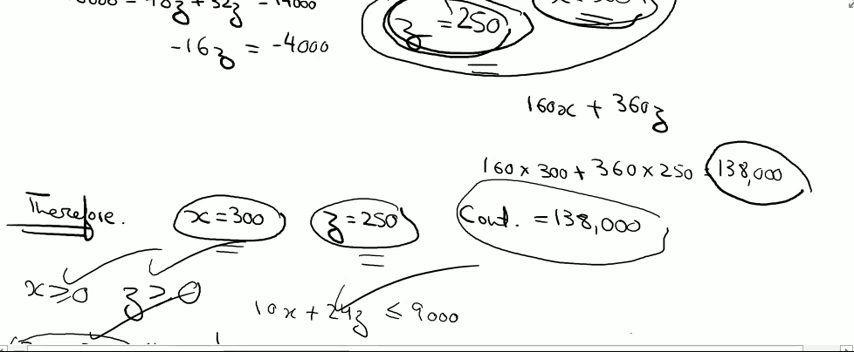 z = 250
-16z = -4000
160x + 360z
160 × 300 + 360 × 250 = 138,000
Therefore. x = 300 z = 250 Cont. = 138,000
x ≥ 0 z ≥ 0 10x + 24z ≤ 9000